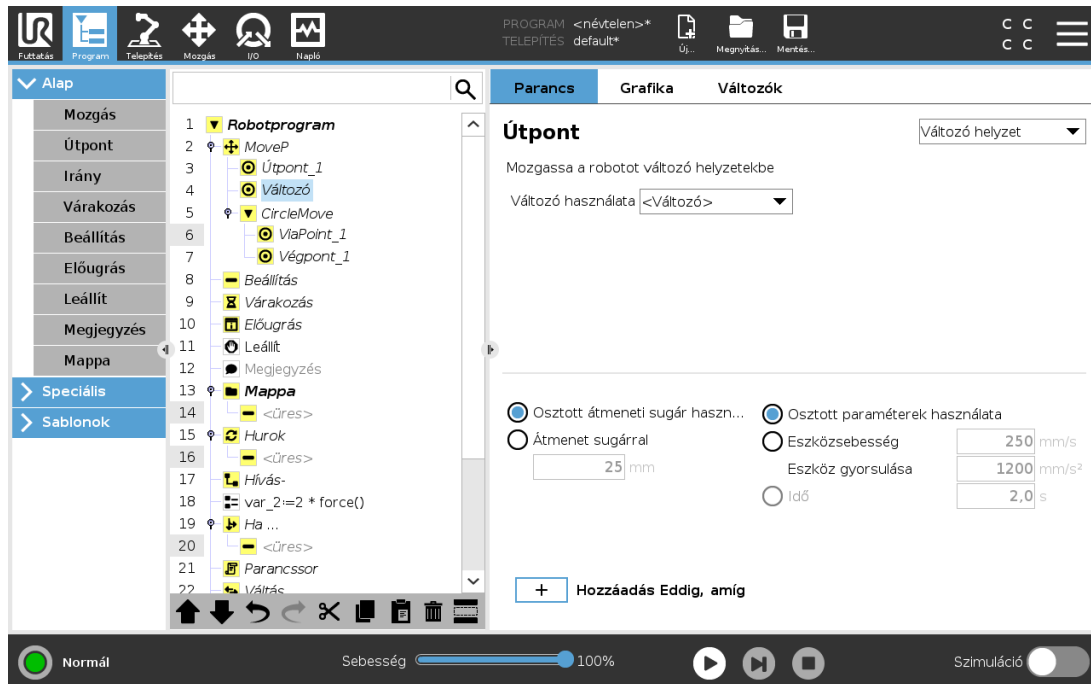 UR
Futtatás
Program
Telepítés
Mozgás
I/O
Napló
PROGRAM <névtelen>*
TELEPÍTÉS default*
Új...
Megnyitás...
Mentés...
C C
C C
Alap
Mozgás
Útpont
Irány
Várakozás
Beállítás
Előugrás
Leállít
Megjegyzés
Mappa
Speciális
Sablonok
1 Robotprogram
2 MoveP
3 Útpont_1
4 Változó
5 CircleMove
6 ViaPoint_1
7 Végpont_1
8 Beállítás
9 Várakozás
10 Előugrás
11 Leállít
12 Megjegyzés
13 Mappa
14 <üres>
15 Hurok
16 <üres>
17 Hívás-
18 var_2:=2 * force()
19 Ha ...
20 <üres>
21 Parancssor
22 Váltás
Parancs
Grafika
Változók
Útpont
Változó helyzet
Mozgassa a robotot változó helyzetekbe
Változó használata <Változó>
Osztott átmeneti sugár haszn...
Átmenet sugárral
25 mm
Osztott paraméterek használata
Eszközsebesség 250 mm/s
Eszköz gyorsulása 1200 mm/s²
Idő 2,0 s
+ Hozzáadás Eddig, amíg
Normál
Sebesség 100%
Szimuláció